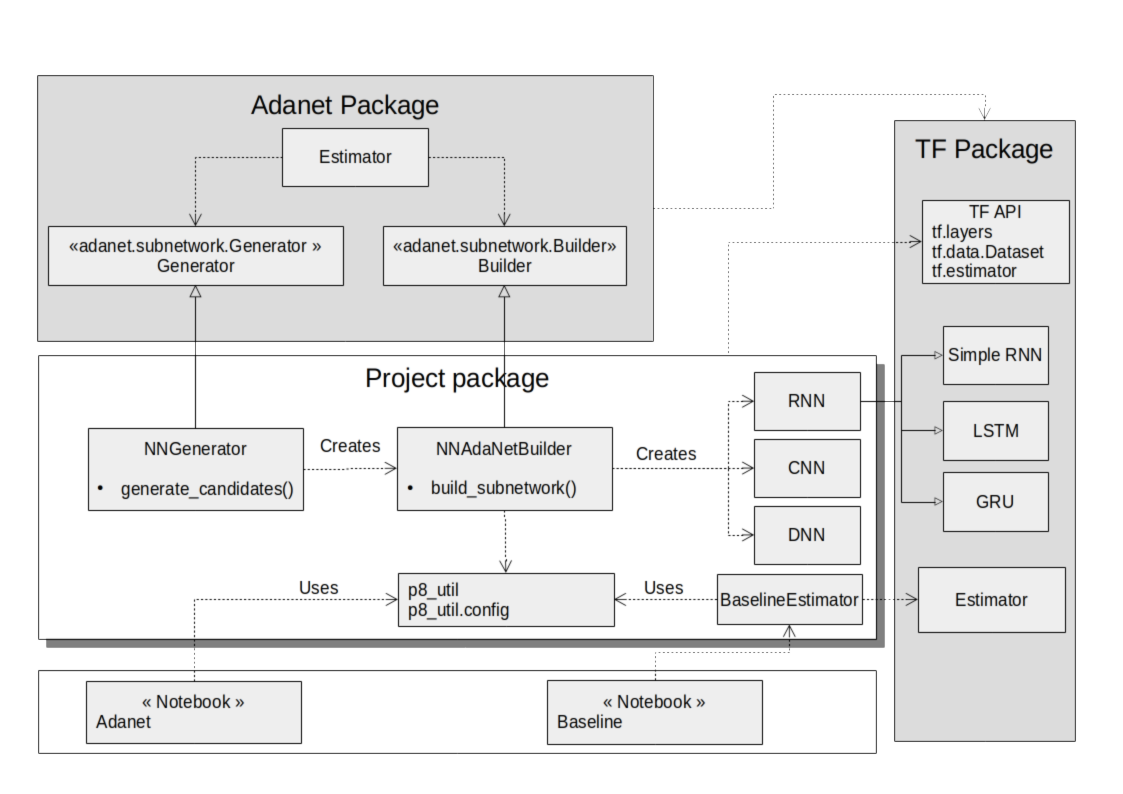 Adanet Package
Estimator
«adanet.subnetwork.Generator »
Generator
«adanet.subnetwork.Builder»
Builder
TF Package
TF API
tf.layers
tf.data.Dataset
tf.estimator
Simple RNN
LSTM
GRU
Estimator
Project package
NNGenerator
• generate_candidates()
Creates
NNAdaNetBuilder
• build_subnetwork()
Creates
RNN
CNN
DNN
Uses
p8_util
p8_util.config
Uses
BaselineEstimator
« Notebook »
Adanet
« Notebook »
Baseline